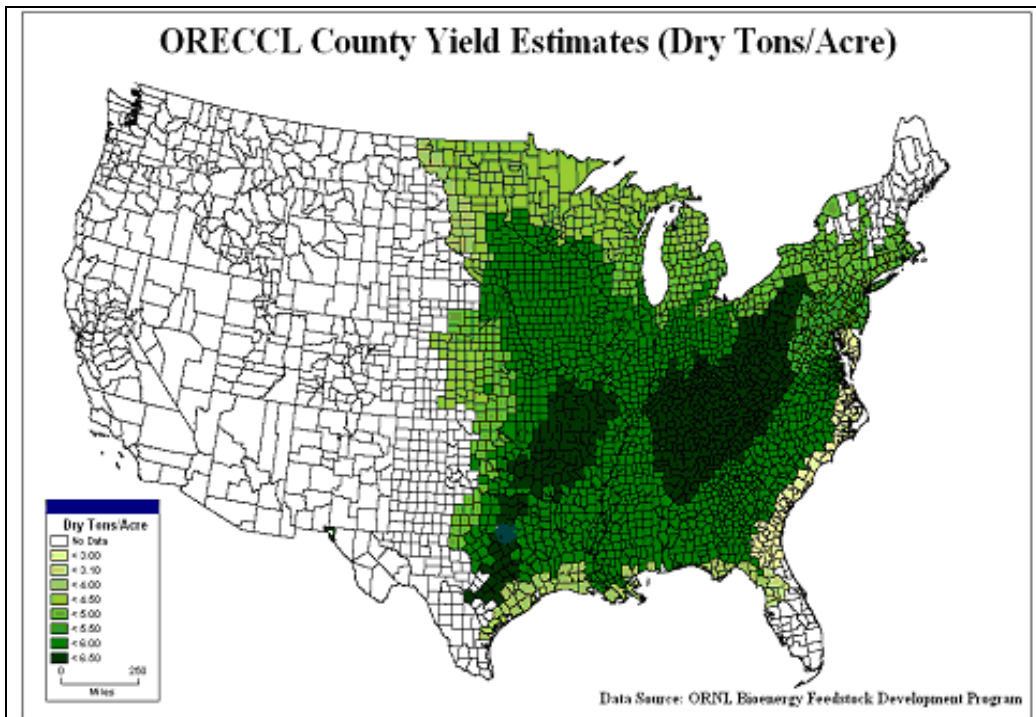 ORECCL County Yield Estimates (Dry Tons/Acre)
Dry Tons/Acre
No Data
< 3.00
< 3.10
< 4.00
< 4.50
< 5.00
< 5.50
< 6.00
< 6.50
0 250
Miles
Data Source: ORNL Bioenergy Feedstock Development Program